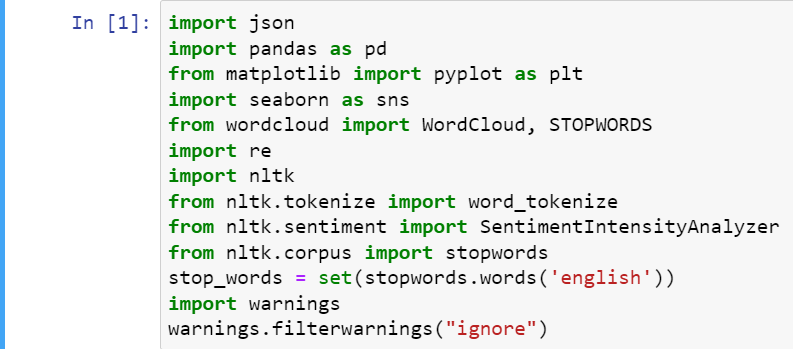 In [1]: import json
import pandas as pd
from matplotlib import pyplot as plt
import seaborn as sns
from wordcloud import WordCloud, STOPWORDS
import re
import nltk
from nltk.tokenize import word_tokenize
from nltk.sentiment import SentimentIntensityAnalyzer
from nltk.corpus import stopwords
stop_words = set(stopwords.words('english'))
import warnings
warnings.filterwarnings("ignore")